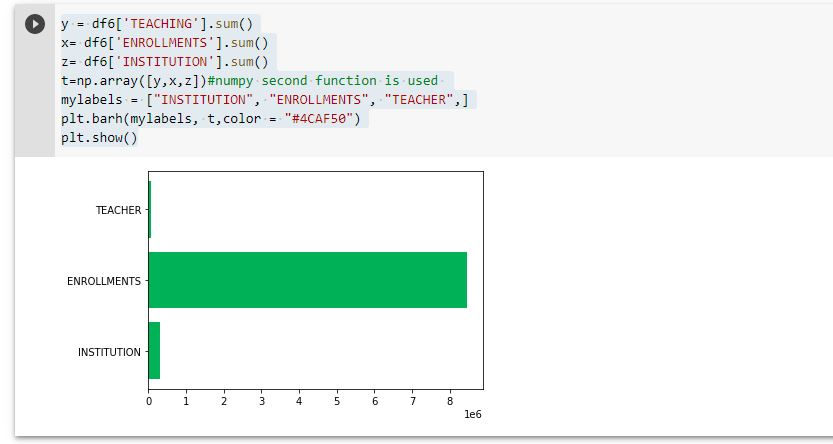 y = df6['TEACHING'].sum()
x= df6['ENROLLMENTS'].sum()
z= df6['INSTITUTION'].sum()
t=np.array([y,x,z])#numpy second function is used
mylabels = ["INSTITUTION", "ENROLLMENTS", "TEACHER",]
plt.barh(mylabels, t,color = "#4CAF50")
plt.show()
TEACHER
ENROLLMENTS
INSTITUTION
0 1 2 3 4 5 6 7 8
1e6